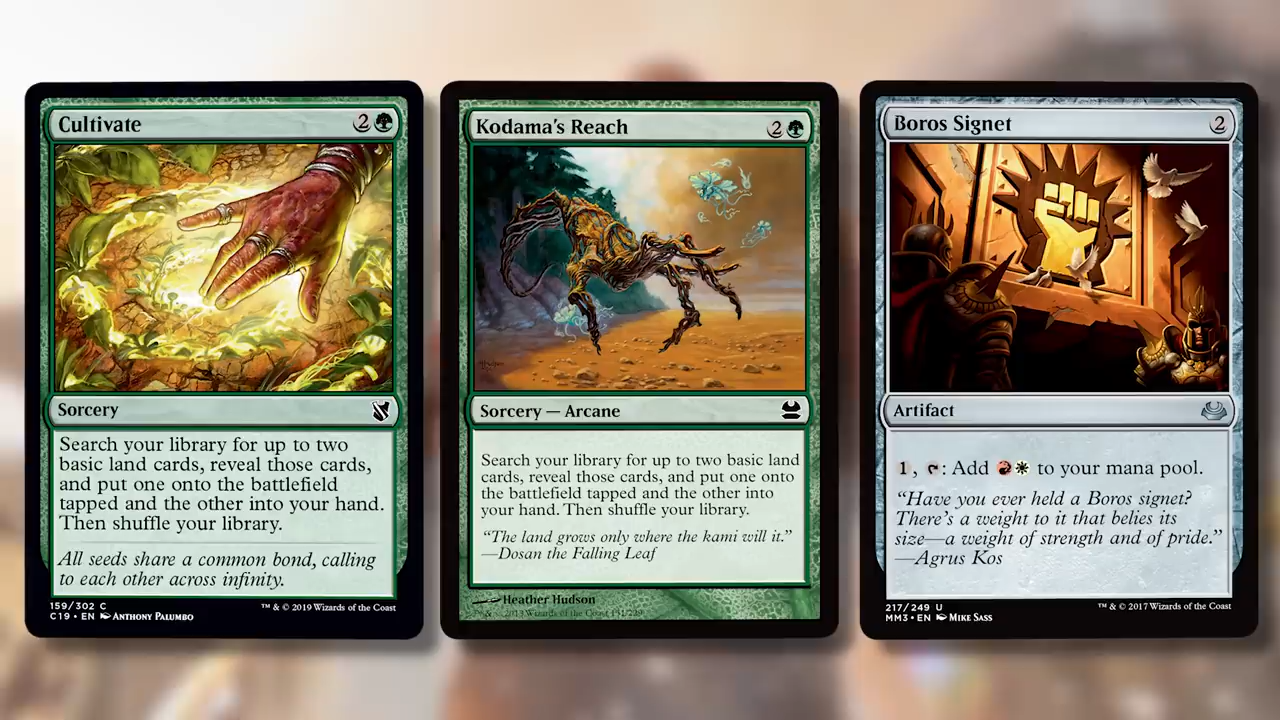 Cultivate 2
Sorcery
Search your library for up to two
basic land cards, reveal those cards,
and put one onto the battlefield
tapped and the other into your hand.
Then shuffle your library.
All seeds share a common bond, calling
to each other across infinity.
159/302 C
C19 • EN ANTHONY PALUMBO
™ & © 2019 Wizards of the Coast
Kodama's Reach 2
Sorcery — Arcane
Search your library for up to two basic land
cards, reveal those cards, and put one onto
the battlefield tapped and the other into
your hand. Then shuffle your library.
“The land grows only where the kami will it.”
—Dosan the Falling Leaf
Heather Hudson
™ & © 2013 Wizards of the Coast
Boros Signet 2
Artifact
1, : Add to your mana pool.
“Have you ever held a Boros signet?
There's a weight to it that belies its
size—a weight of strength and of pride.”
—Agrus Kos
217/249 U
MM3 • EN MIKE SASS
™ & © 2017 Wizards of the Coast